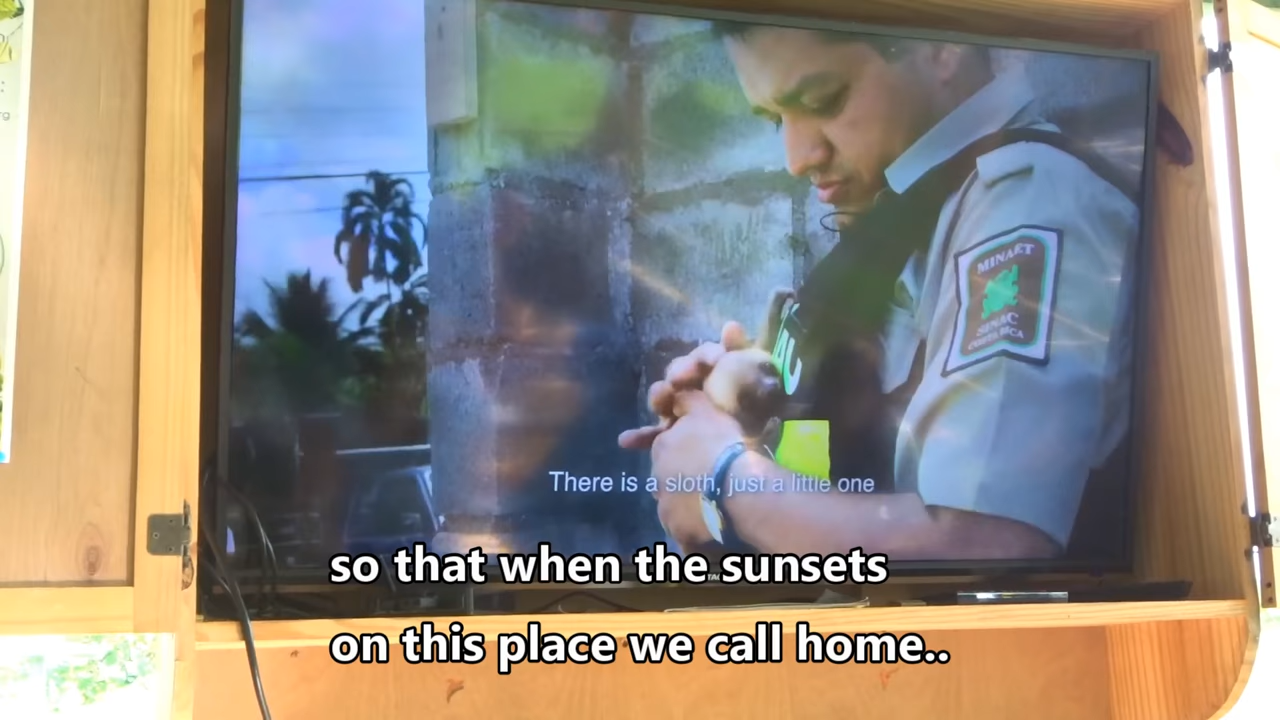 MINAET
SINAC
COSTA RICA
There is a sloth, just a little one
so that when the sunsets
on this place we call home..